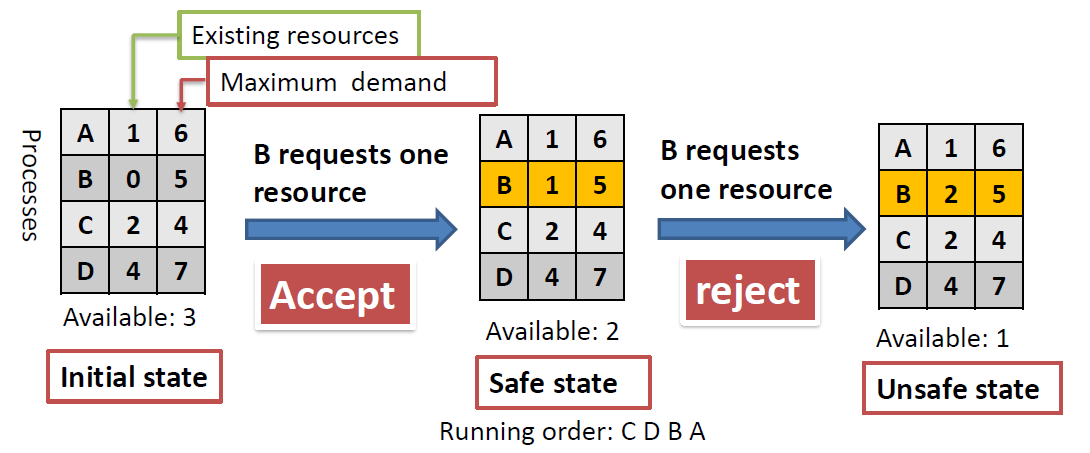 Existing resources
Maximum demand
Processes
A 1 6
B 0 5
C 2 4
D 4 7
Available: 3
Initial state
B requests one
resource
Accept
A 1 6
B 1 5
C 2 4
D 4 7
Available: 2
Safe state
Running order: C D B A
B requests
one resource
reject
A 1 6
B 2 5
C 2 4
D 4 7
Available: 1
Unsafe state